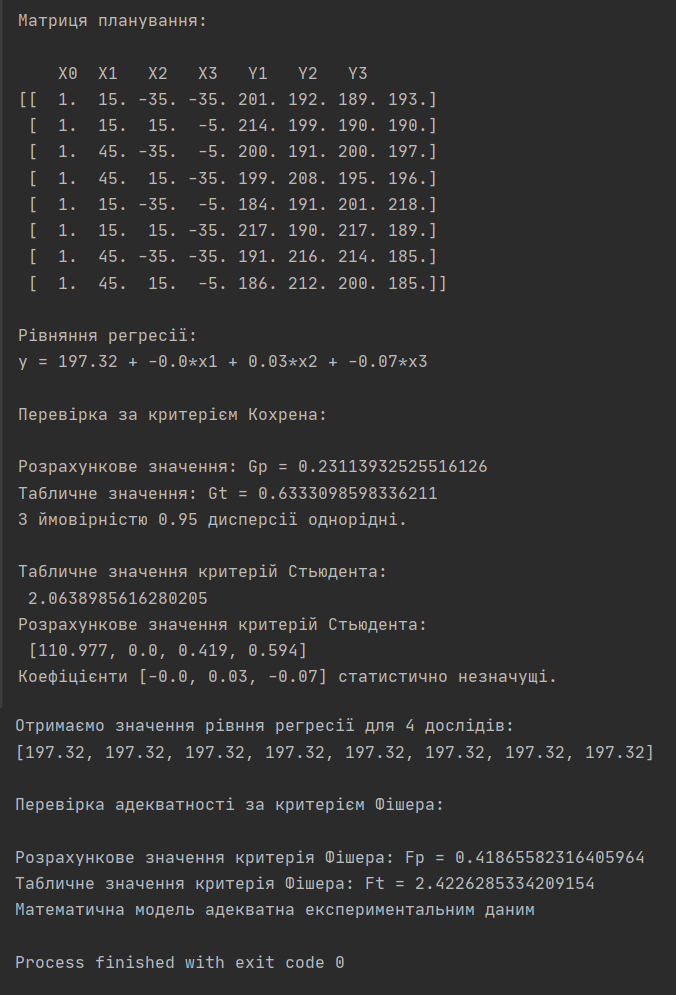 Матриця планування:
X0 X1 X2 X3 Y1 Y2 Y3
[[ 1. 15. -35. -35. 201. 192. 189. 193.]
[ 1. 15. 15. -5. 214. 199. 190. 190.]
[ 1. 45. -35. -5. 200. 191. 200. 197.]
[ 1. 45. 15. -35. 199. 208. 195. 196.]
[ 1. 15. -35. -5. 184. 191. 201. 218.]
[ 1. 15. 15. -35. 217. 190. 217. 189.]
[ 1. 45. -35. -35. 191. 216. 214. 185.]
[ 1. 45. 15. -5. 186. 212. 200. 185.]]
Рівняння регресії:
y = 197.32 + -0.0*x1 + 0.03*x2 + -0.07*x3
Перевірка за критерієм Кохрена:
Розрахункове значення: Gp = 0.23113932525516126
Табличне значення: Gt = 0.6333098598336211
З ймовірністю 0.95 дисперсії однорідні.
Табличне значення критерій Стьюдента:
2.0638985616280205
Розрахункове значення критерій Стьюдента:
[110.977, 0.0, 0.419, 0.594]
Коефіцієнти [-0.0, 0.03, -0.07] статистично незначущі.
Отримаємо значення рівння регресії для 4 дослідів:
[197.32, 197.32, 197.32, 197.32, 197.32, 197.32, 197.32, 197.32]
Перевірка адекватності за критерієм Фішера:
Розрахункове значення критерія Фішера: Fp = 0.41865582316405964
Табличне значення критерія Фішера: Ft = 2.4226285334209154
Математична модель адекватна експериментальним даним
Process finished with exit code 0